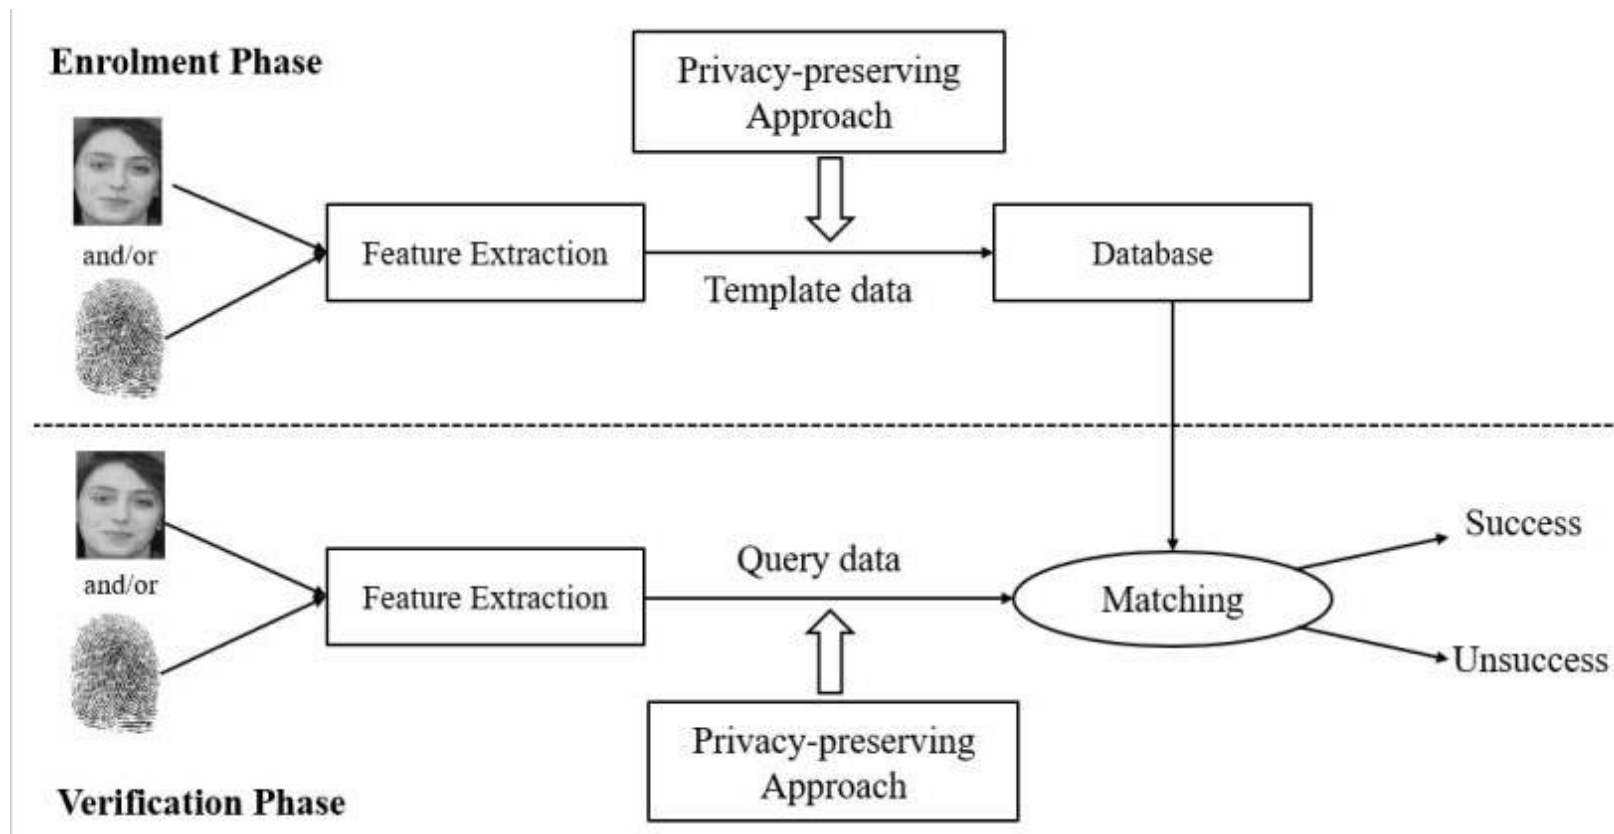 Enrolment Phase
Privacy-preserving
Approach
and/or
Feature Extraction
Template data
Database
and/or
Feature Extraction
Query data
Matching
Success
Unsuccess
Privacy-preserving
Approach
Verification Phase